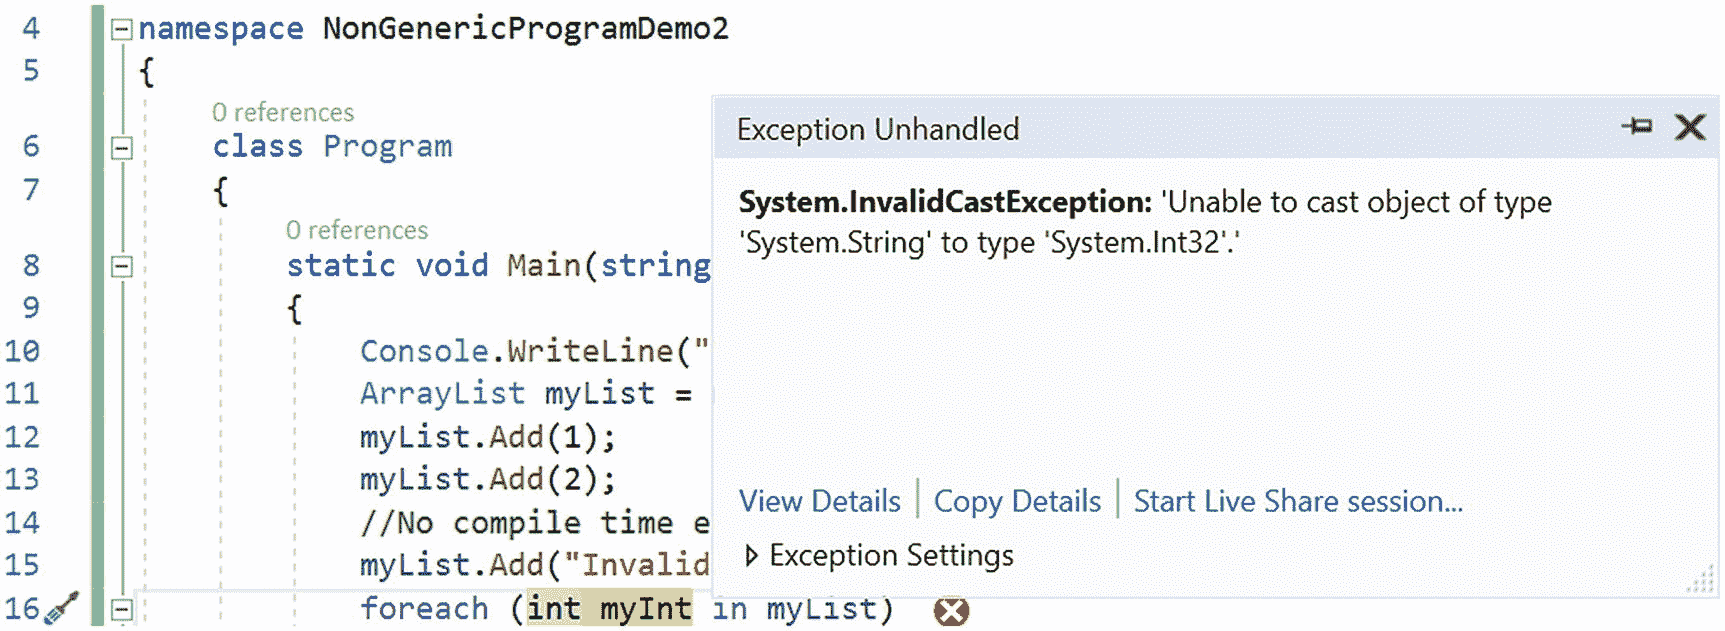 4 namespace NonGenericProgramDemo2
5 {
0 references
6 class Program
7 {
0 references
8 static void Main(string
9 {
10 Console.WriteLine("
11 ArrayList myList =
12 myList.Add(1);
13 myList.Add(2);
14 //No compile time e
15 myList.Add("Invalid
16 foreach (int myInt in myList)
Exception Unhandled
System.InvalidCastException: 'Unable to cast object of type
'System.String' to type 'System.Int32'.'
View Details Copy Details Start Live Share session...
Exception Settings